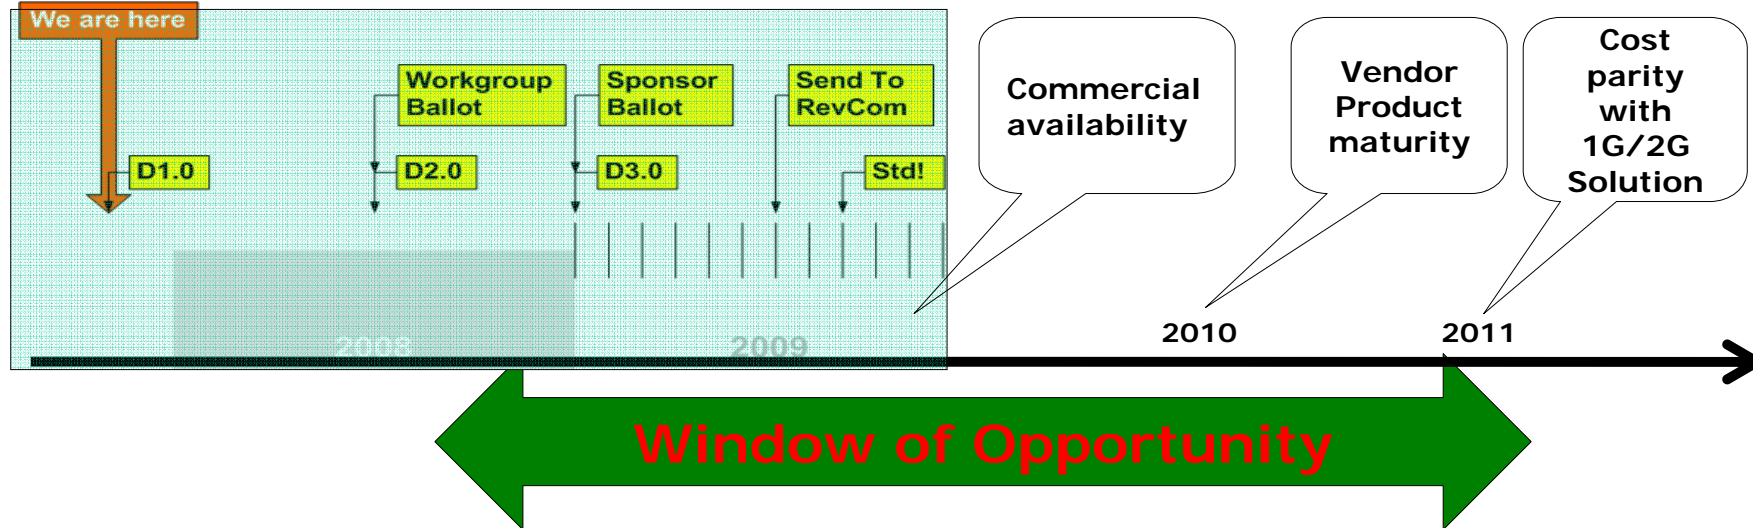 We are here
Workgroup
Ballot
Sponsor
Ballot
Send To
RevCom
D1.0
D2.0
D3.0
Std!
Commercial
availability
Vendor
Product
maturity
Cost
parity
with
1G/2G
Solution
2008
2009
2010
2011
Window of Opportunity